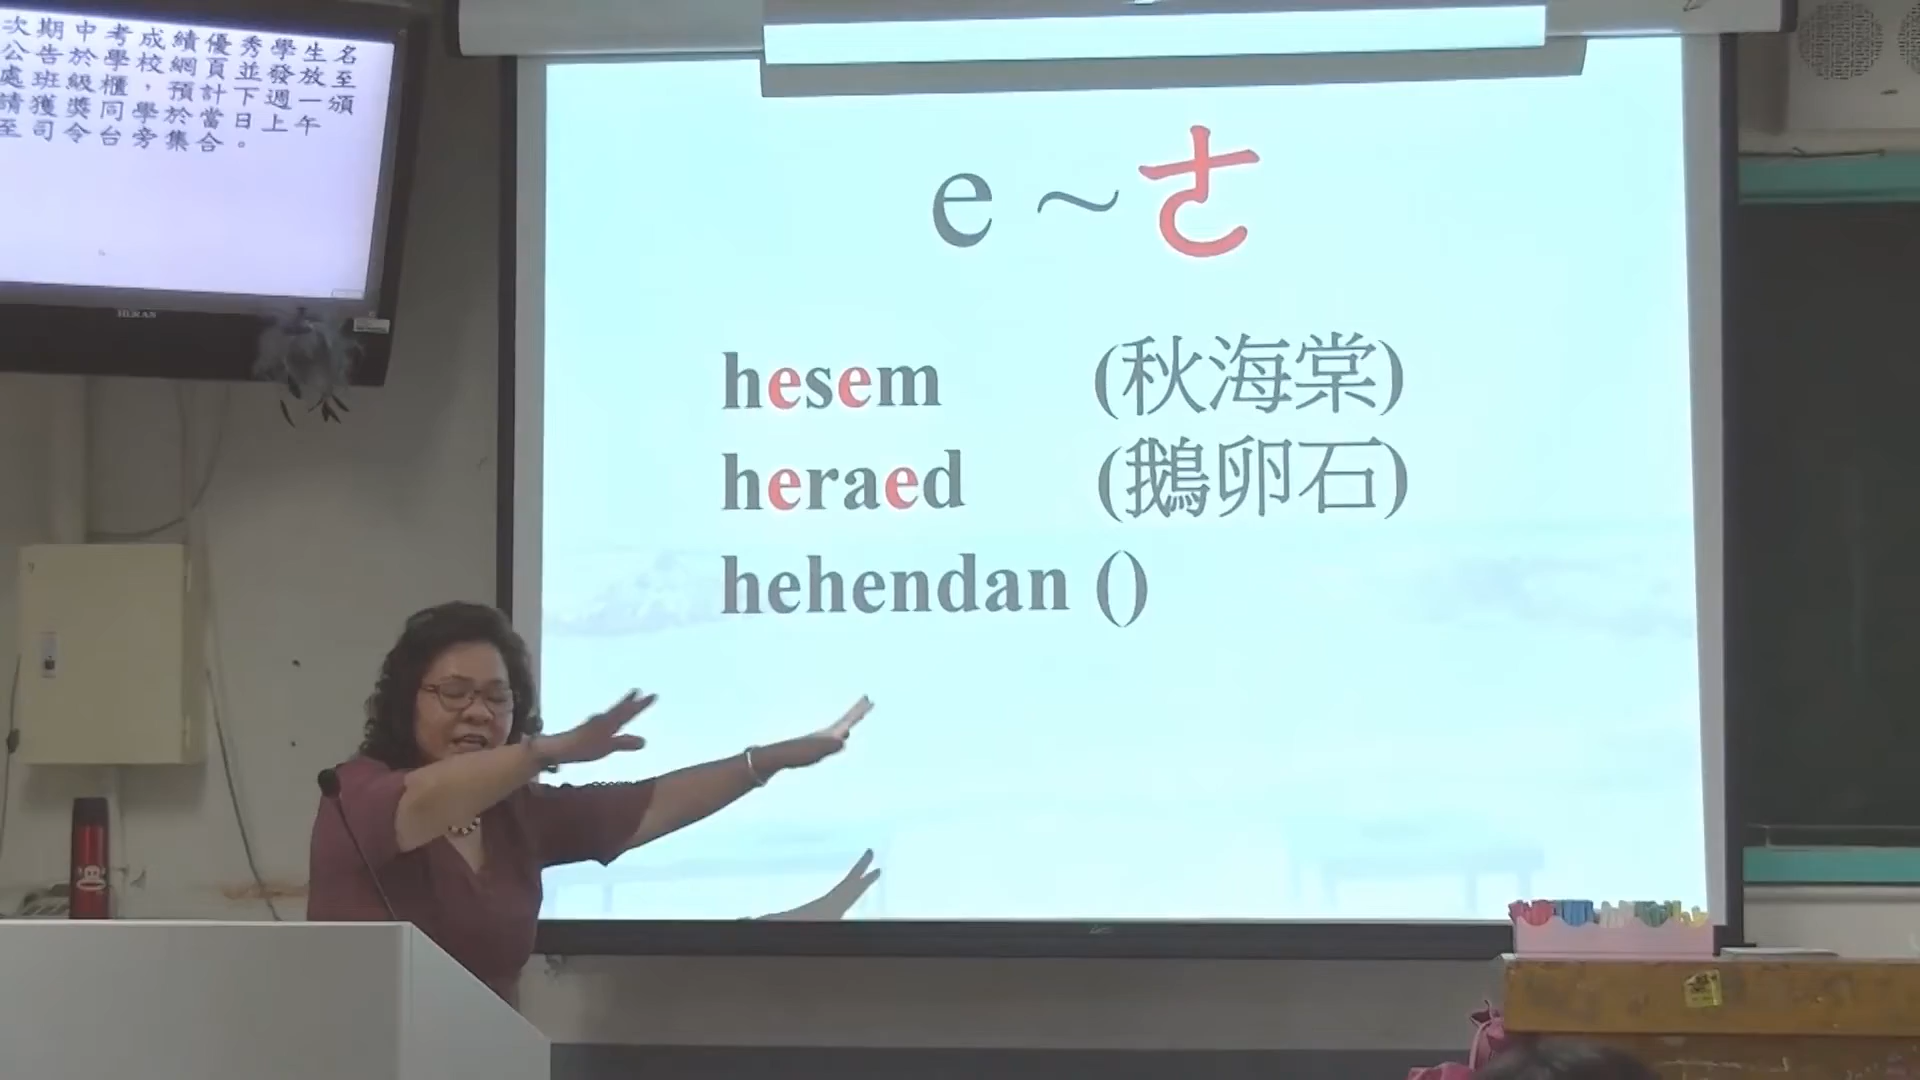 次期中考成績優秀學生名
公告於學校網頁並發放至
處班級櫃，預計下週一頒
請獲獎同學於當日上午
至司令台旁集合。
HERAN
e ~ ㄜ
hesem (秋海棠)
heraed (鵝卵石)
hehendan ()